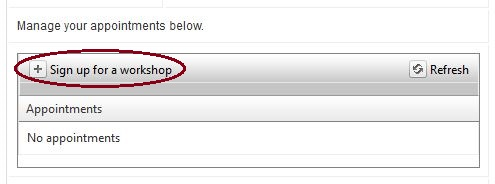 Manage your appointments below.
Sign up for a workshop Refresh
Appointments
No appointments